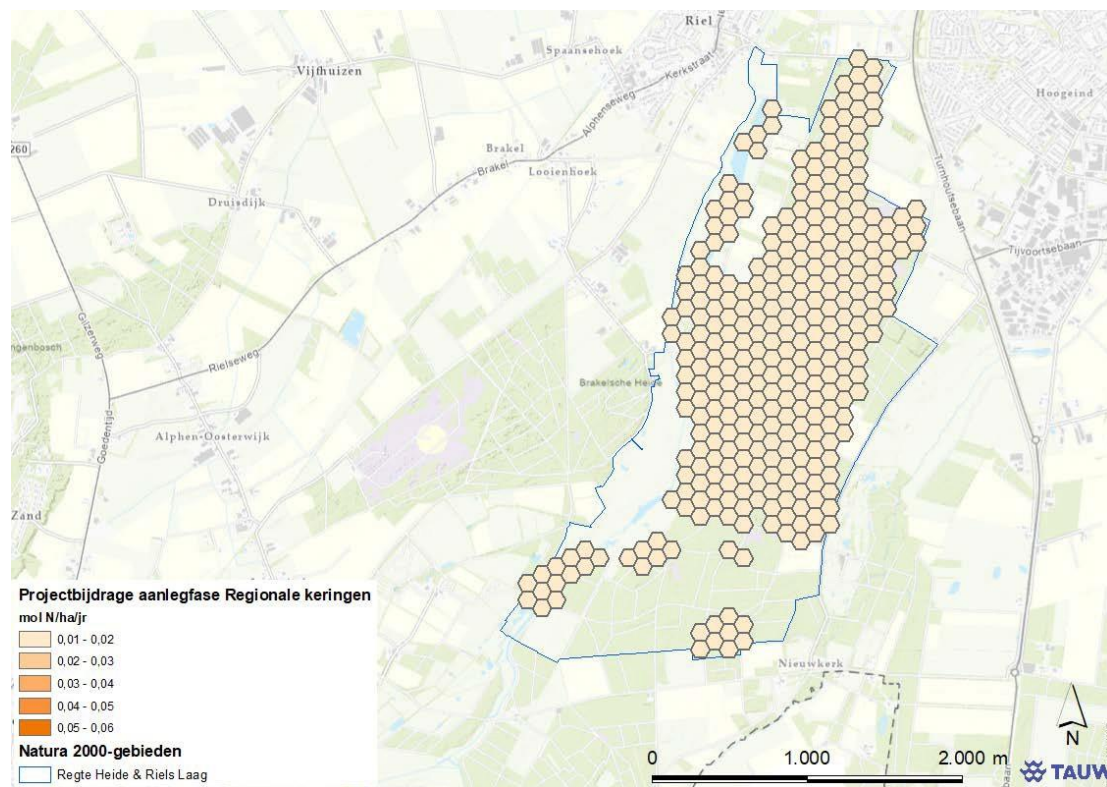 Riel
Spaansehoek
Vijfhuizen
Kerkstraat
Hoogeind
Alphenseweg
260
Brakel
Brakel
Looienhoek
Turnhoutsebaan
Druisdijk
Tijvoortsebaan
Gilzerweg
ngenbosch
Rielseweg
Brakelsche Heide
Goedentijd
Alphen-Oosterwijk
Zand
Projectbijdrage aanlegfase Regionale keringen
mol N/ha/jr
0,01 - 0,02
0,02 - 0,03
0,03 - 0,04
0,04 - 0,05
0,05 - 0,06
Natura 2000-gebieden
Regte Heide & Riels Laag
Nieuwkerk
0 1.000 2.000 m
N
baan
TAUW